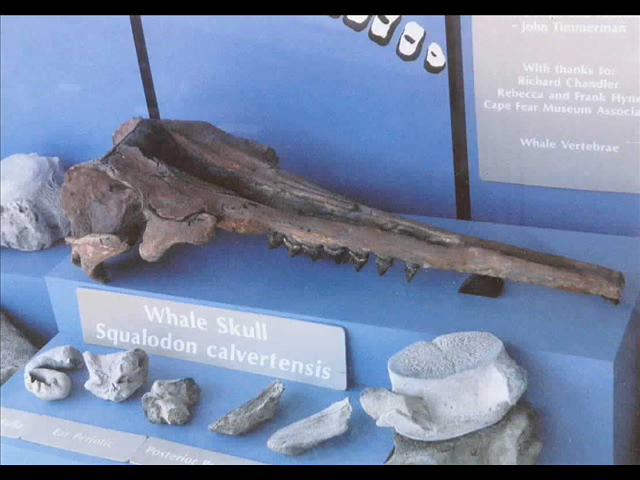 - John Timmerman
With thanks to:
Richard Chandler
Rebecca and Frank Hyne
Cape Fear Museum Associa
Whale Vertebrae
Whale Skull
Squalodon calvertensis
Ear Periotic
Posterior